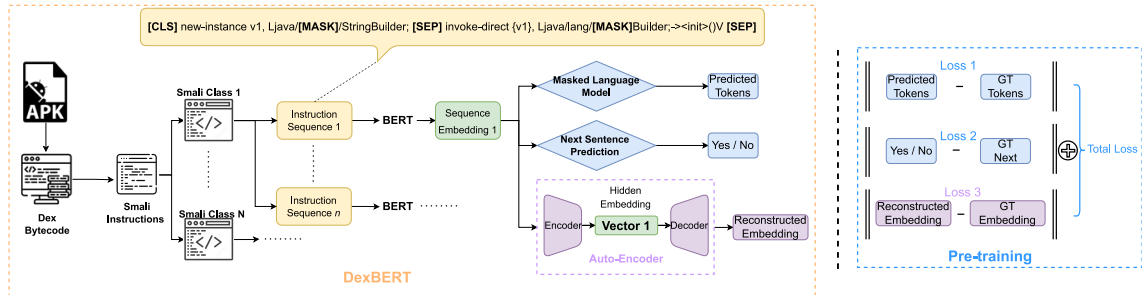 [CLS] new-instance v1, Ljava/[MASK]/StringBuilder; [SEP] invoke-direct {v1}, Ljava/lang/[MASK]Builder;-><init>()V [SEP]
APK
Dex
Bytecode
Smali
Instructions
Smali Class 1
Smali Class N
Instruction
Sequence 1
Instruction
Sequence n
BERT
BERT
Sequence
Embedding 1
Masked Language
Model
Predicted
Tokens
Next Sentence
Prediction
Yes / No
Hidden
Embedding
Encoder
Vector 1
Decoder
Reconstructed
Embedding
Auto-Encoder
DexBERT
Loss 1
Predicted
Tokens
–
GT
Tokens
Loss 2
Yes / No
–
GT
Next
Loss 3
Reconstructed
Embedding
–
GT
Embedding
Total Loss
Pre-training